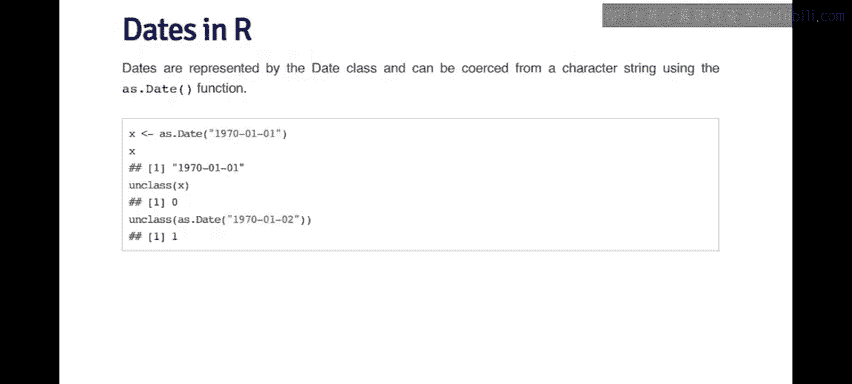 Dates in R
Dates are represented by the Date class and can be coerced from a character string using the
as.Date() function.
x <- as.Date("1970-01-01")
x
## [1] "1970-01-01"
unclass(x)
## [1] 0
unclass(as.Date("1970-01-02"))
## [1] 1